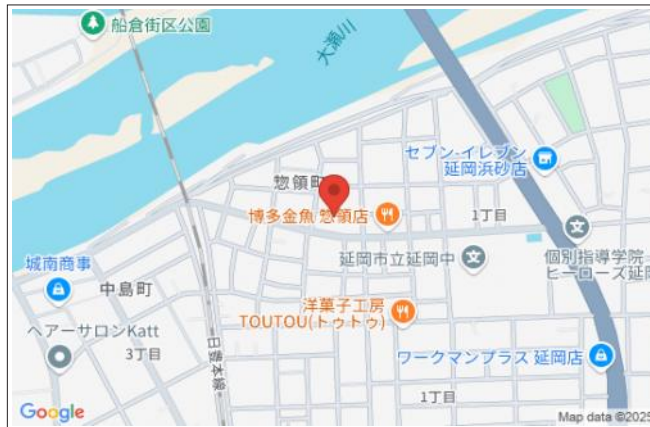 船倉街区公園
大瀬川
セブン-イレブン
延岡浜砂店
惣領町
博多金魚 惣領店
1丁目
延岡市立延岡中
個別指導学院
ヒーローズ延岡
城南商事
中島町
洋菓子工房
TOUTOU(トゥトゥ)
ヘアーサロンKatt
3丁目
日豊本線
ワークマンプラス 延岡店
1丁目
Google
Map data ©2025